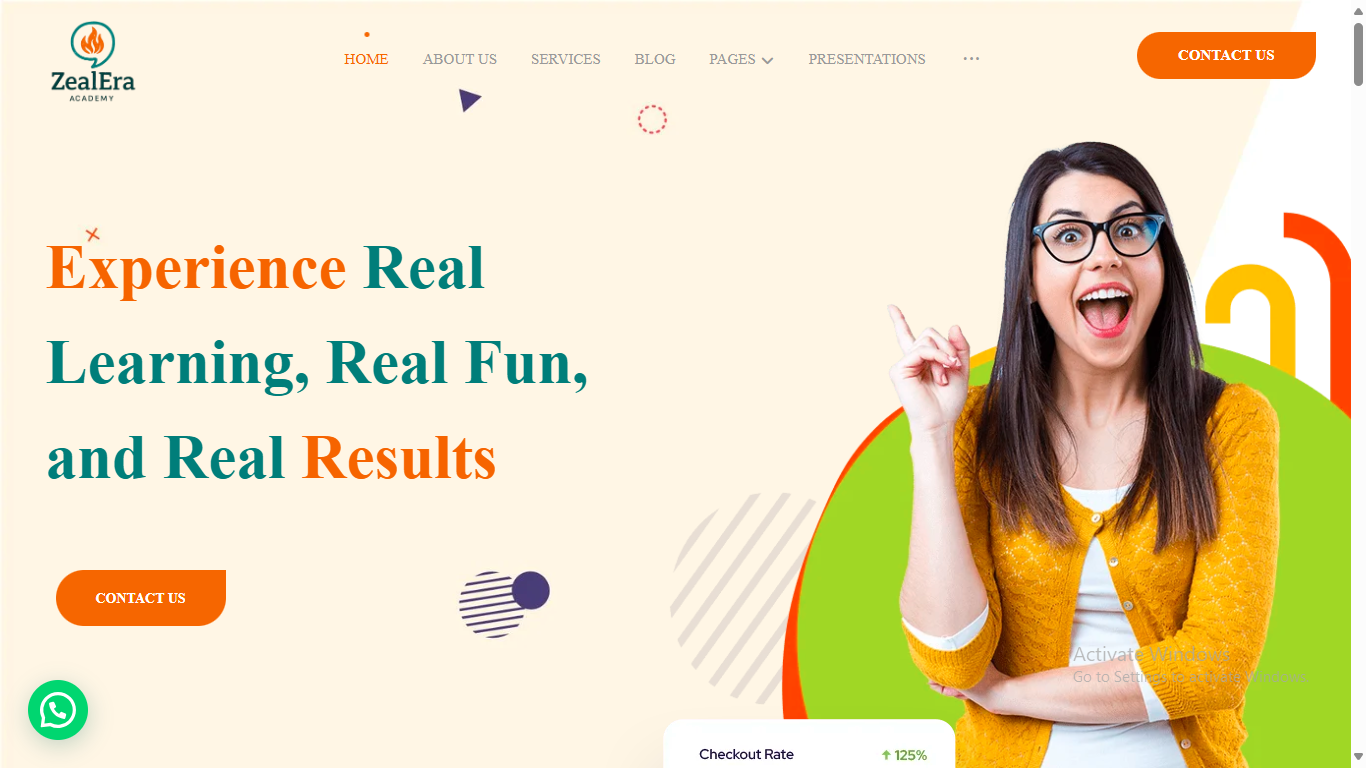 ZealEra
ACADEMY
HOME
ABOUT US
SERVICES
BLOG
PAGES
PRESENTATIONS
...
CONTACT US
Experience Real
Learning, Real Fun,
and Real Results
CONTACT US
Activate Windows
Go to Settings to activate Windows.
Checkout Rate
125%